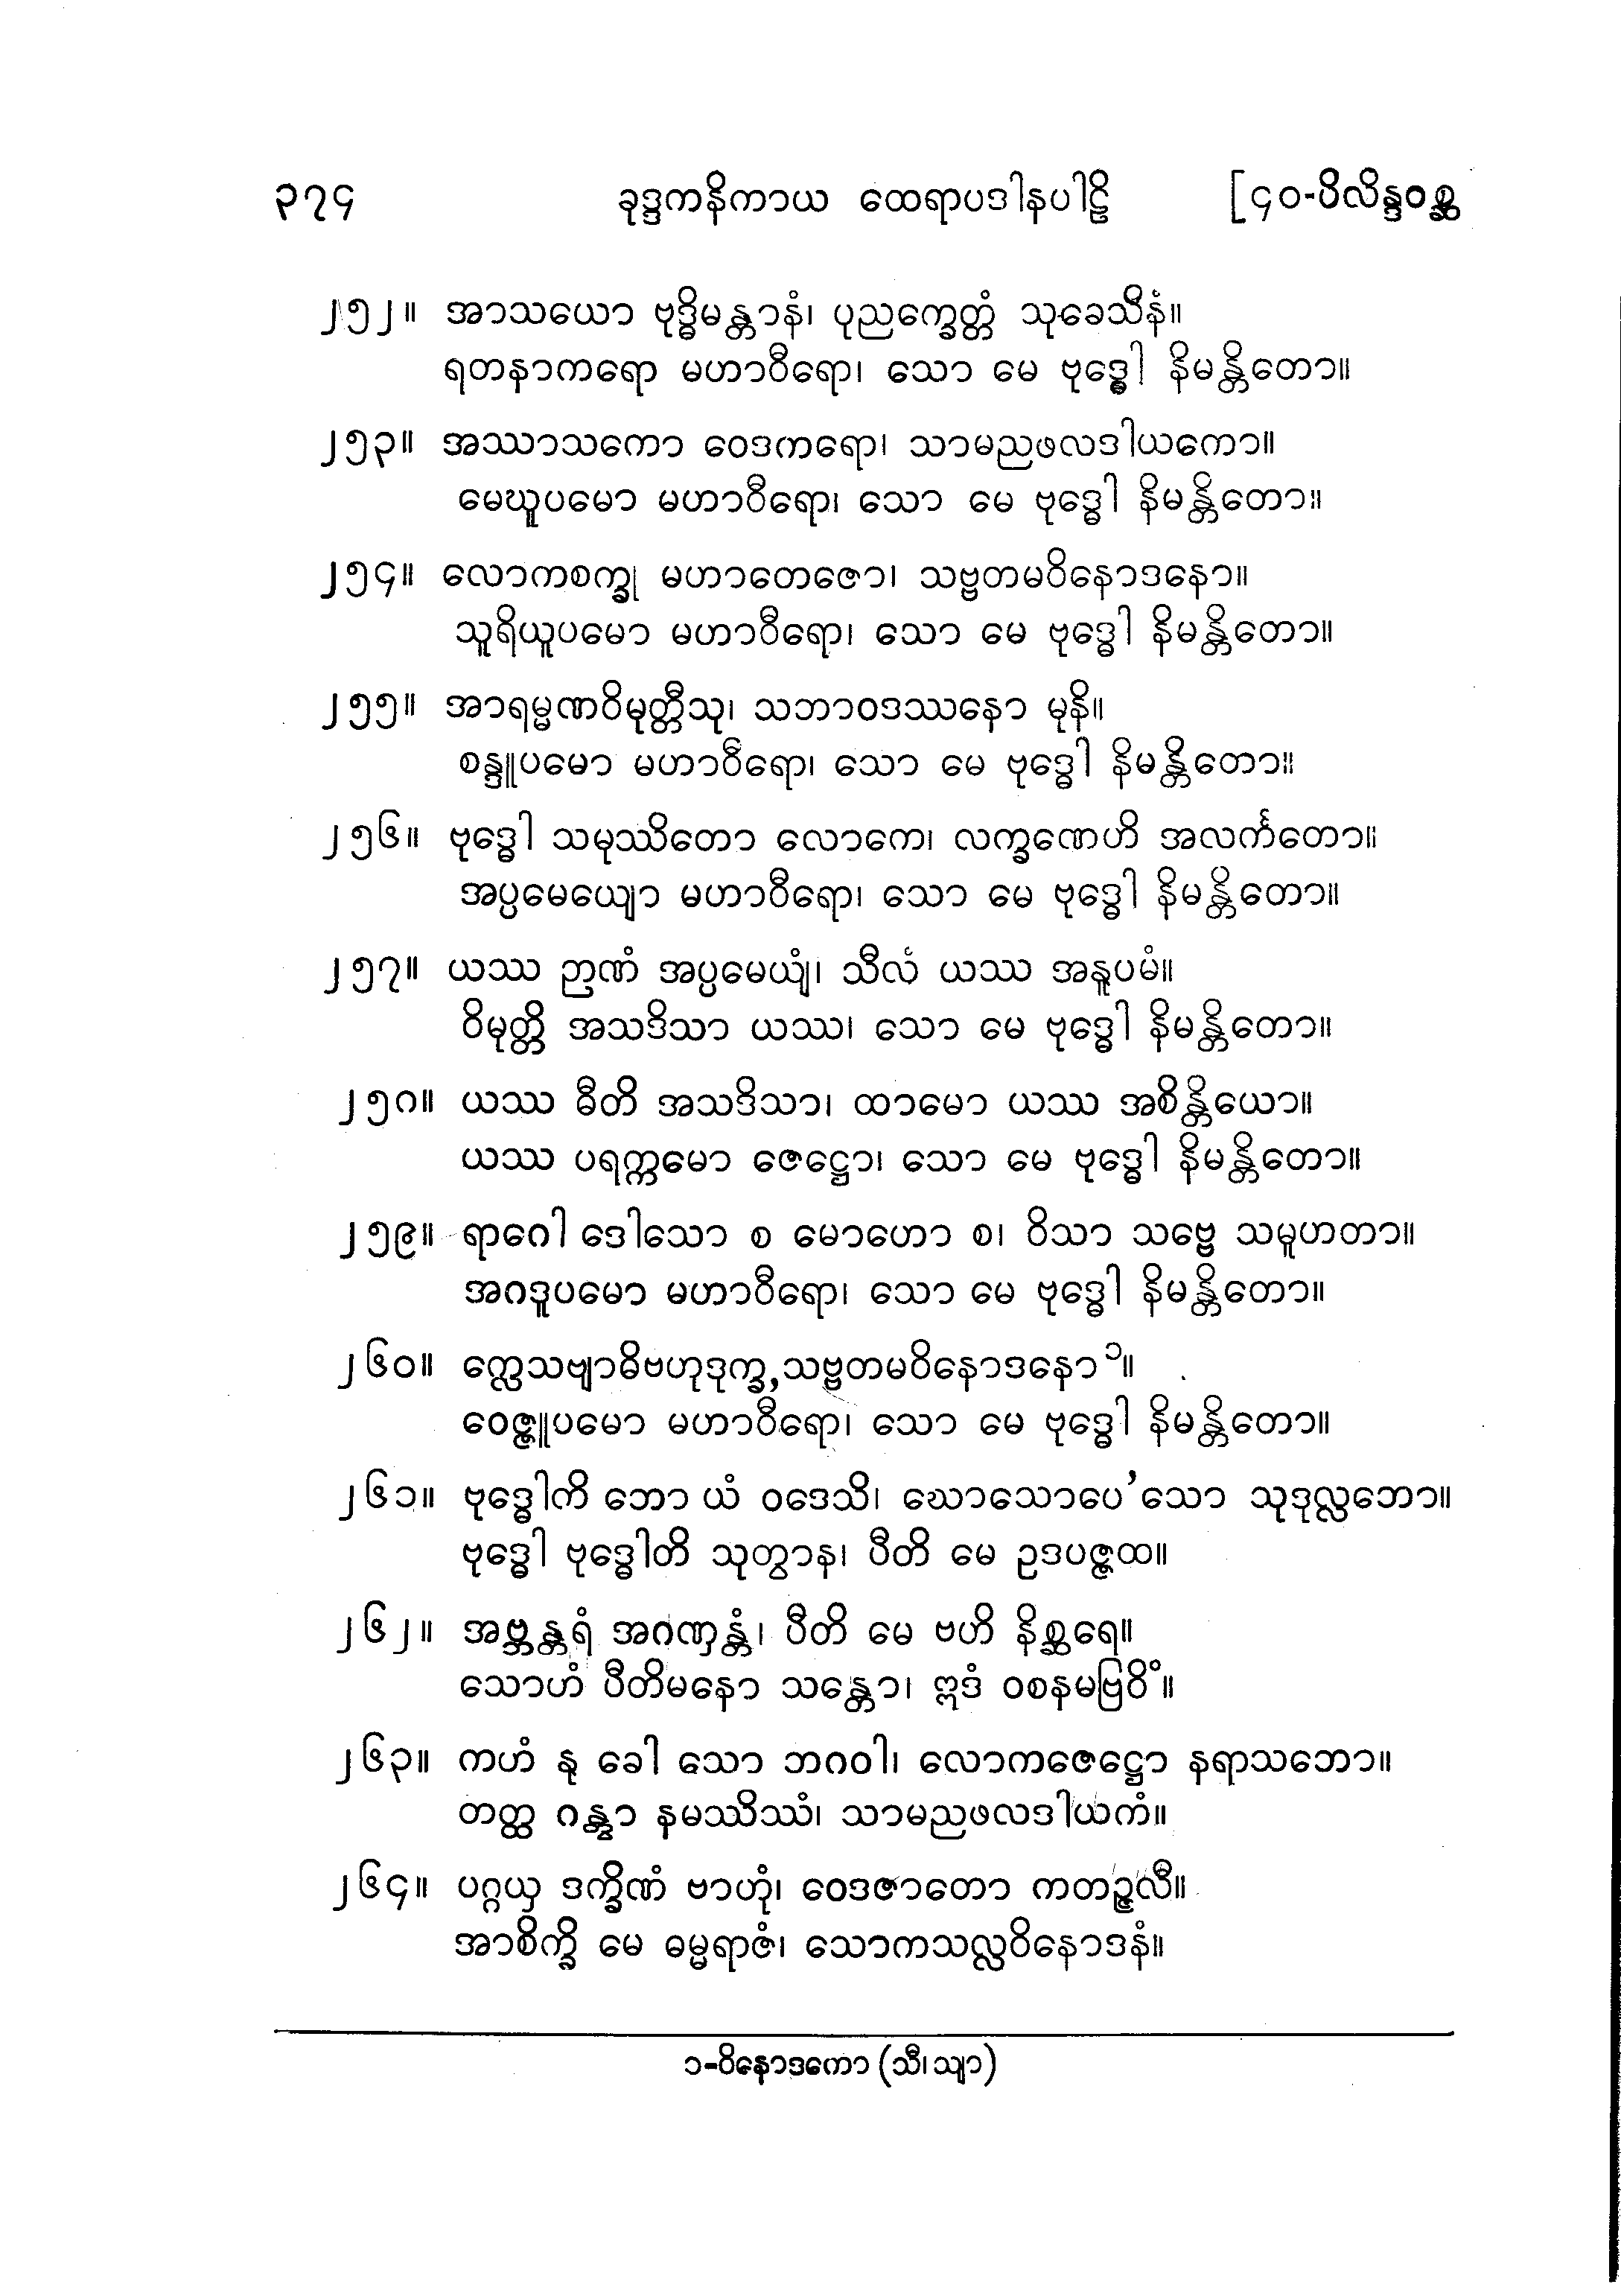 ၃၇၄ ခုဒ္ဒကနိကာယ ထေရာပဒါနပါဠိ [၄၀-ပိလိန္ဒဝစ္ဆ
၂၅၂။ အာသယော ဗုဒ္ဓိမန္တာနံ၊ ပုညက္ခေတ္တံ သုခေသိနံ။
ရတနာကရော မဟာဝီရော၊ သော မေ ဗုဒ္ဓေါ နိမန္တိတော။
၂၅၃။ အဿာသကော ဝေဒကရော၊ သာမညဖလဒါယကော။
မေဃူပမော မဟာဝီရော၊ သော မေ ဗုဒ္ဓေါ နိမန္တိတော။
၂၅၄။ လောကစက္ခု မဟာတေဇော၊ သဗ္ဗတမဝိနောဒနော။
သူရိယူပမော မဟာဝီရော၊ သော မေ ဗုဒ္ဓေါ နိမန္တိတော။
၂၅၅။ အာရမ္မဏဝိမုတ္တီသု၊ သဘာဝဒဿနော မုနိ။
စန္ဒူပမော မဟာဝီရော၊ သော မေ ဗုဒ္ဓေါ နိမန္တိတော။
၂၅၆။ ဗုဒ္ဓေါ သမုဿိတော လောကေ၊ လက္ခဏေဟိ အလင်္ကတော။
အပ္ပမေယျော မဟာဝီရော၊ သော မေ ဗုဒ္ဓေါ နိမန္တိတော။
၂၅၇။ ယဿ ဉာဏံ အပ္ပမေယျံ၊ သီလံ ယဿ အနူပမံ။
ဝိမုတ္တိ အသဒိသာ ယဿ၊ သော မေ ဗုဒ္ဓေါ နိမန္တိတော။
၂၅၈။ ယဿ ဓီတိ အသဒိသာ၊ ထာမော ယဿ အစိန္တိယော။
ယဿ ပရက္ကမော ဇေဋ္ဌော၊ သော မေ ဗုဒ္ဓေါ နိမန္တိတော။
၂၅၉။ ရာဂေါ ဒေါသော စ မောဟော စ၊ ဝိသာ သဗ္ဗေ သမူဟတာ။
အဂဒူပမော မဟာဝီရော၊ သော မေ ဗုဒ္ဓေါ နိမန္တိတော။
၂၆၀။ က္လေသဗျာဓိဗဟုဒုက္ခ,သဗ္ဗတမဝိနောဒနော ၁။
ဝေဇ္ဇူပမော မဟာဝီရော၊ သော မေ ဗုဒ္ဓေါ နိမန္တိတော။
၂၆၁။ ဗုဒ္ဓေါကိ ဘော ယံ ဝဒေသိ၊ ဃောသောပေ’သော သုဒုလ္လဘော။
ဗုဒ္ဓေါ ဗုဒ္ဓေါတိ သုတွာန၊ ပီတိ မေ ဥဒပဇ္ဇထ။
၂၆၂။ အဗ္ဘန္တရံ အဂဏှန္တံ၊ ပီတိ မေ ဗဟိ နိစ္ဆရေ။
သောဟံ ပီတိမနော သန္တော၊ ဣဒံ ဝစနမဗြဝိံ။
၂၆၃။ ကဟံ နု ခေါ သော ဘဂဝါ၊ လောကဇေဋ္ဌော နရာသဘော။
တတ္ထ ဂန္တွာ နမဿိဿံ၊ သာမညဖလဒါယကံ။
၂၆၄။ ပဂ္ဂယှ ဒက္ခိဏံ ဗာဟုံ၊ ဝေဒဇာတော ကတဉ္ဇလီ။
အာစိက္ခိ မေ ဓမ္မရာဇံ၊ သောကသလ္လဝိနောဒနံ။
၁-ဝိနောဒကော (သီ၊ သျာ)